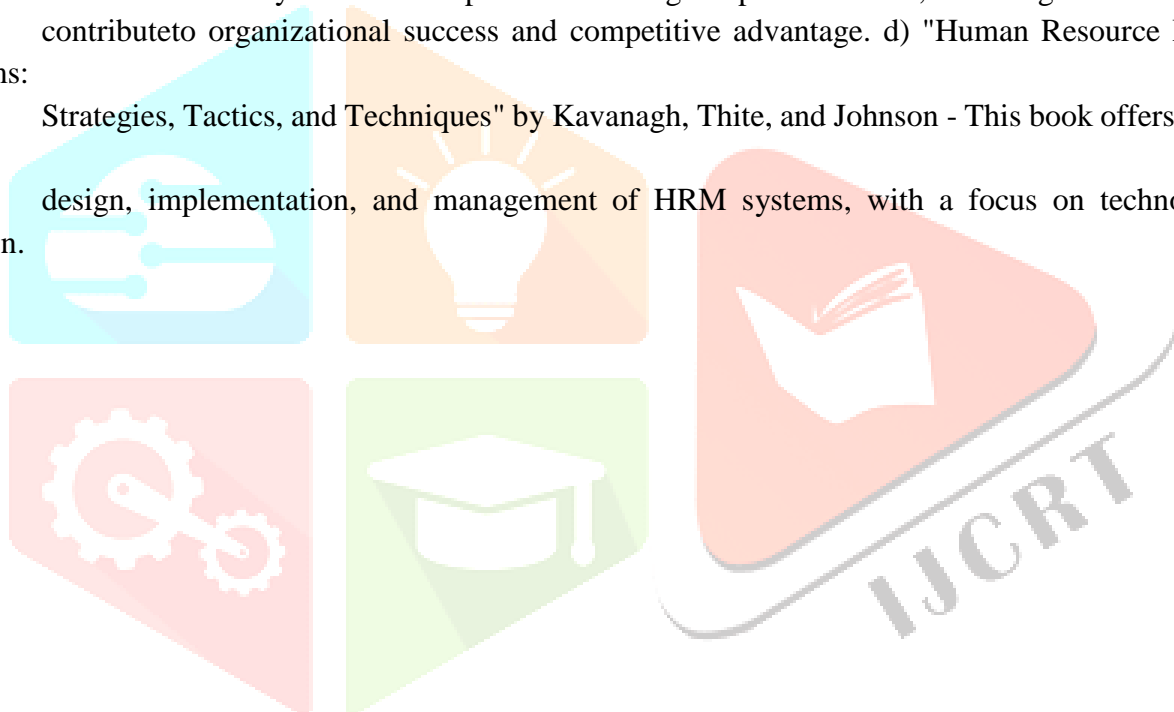 contributeto organizational success and competitive advantage. d) "Human Resource
ns:
Strategies, Tactics, and Techniques" by Kavanagh, Thite, and Johnson - This book offers
design, implementation, and management of HRM systems, with a focus on techno
n.
IJCRT